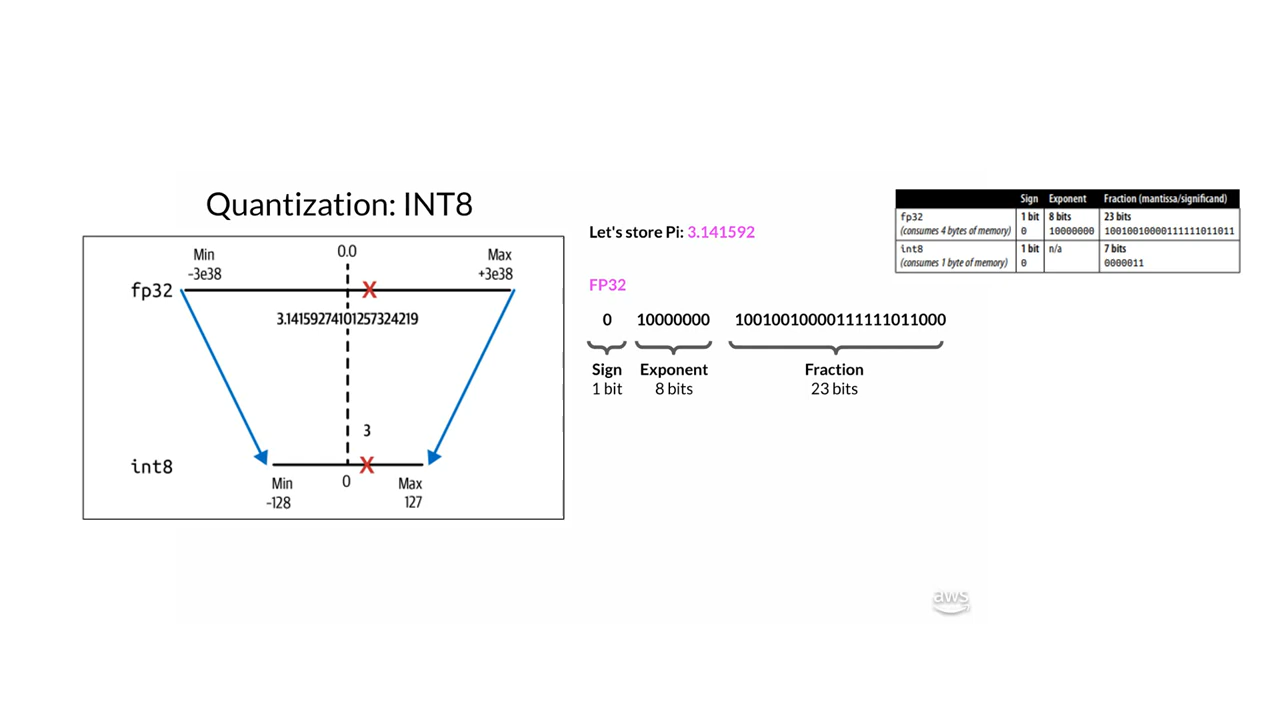 Quantization: INT8
Min
-3e38
0.0
Max
+3e38
fp32
X
3.14159274101257324219
3
int8
X
Min
-128
0
Max
127
Let's store Pi: 3.141592
FP32
0 10000000 10010010000111111011000
Sign
1 bit
Exponent
8 bits
Fraction
23 bits
Sign Exponent Fraction (mantissa/significand)
fp32 1 bit 8 bits 23 bits
(consumes 4 bytes of memory) 0 10000000 10010010000111111011011
int8 1 bit n/a 7 bits
(consumes 1 byte of memory) 0 0000011
aws